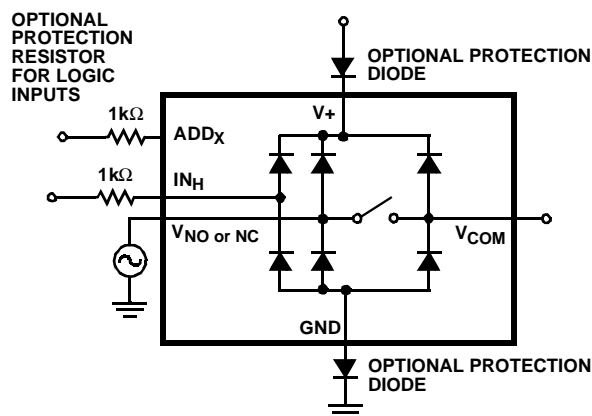 OPTIONAL
PROTECTION
RESISTOR
FOR LOGIC
INPUTS
OPTIONAL PROTECTION
DIODE
V+
1kΩ
ADDX
1kΩ
INH
VNO or NC
VCOM
GND
OPTIONAL PROTECTION
DIODE